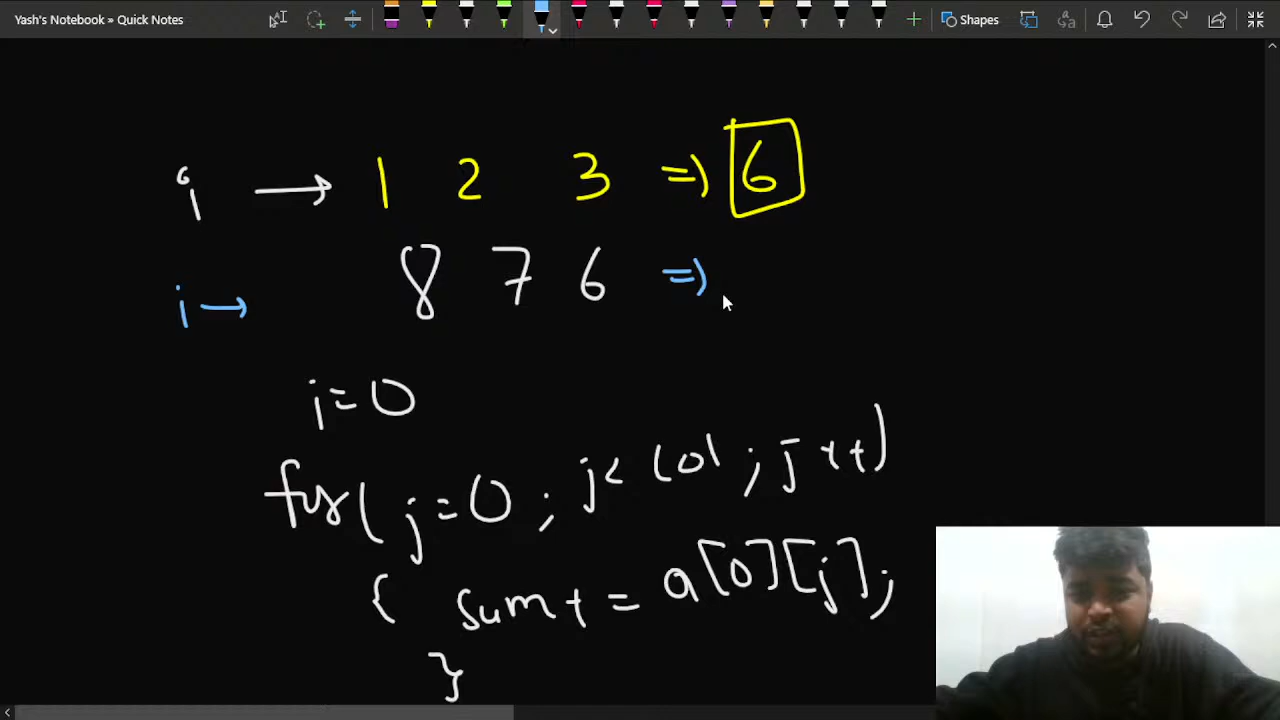 Yash's Notebook » Quick Notes
Shapes
i → 1 2 3 => 6
i → 8 7 6 =>
i=0
for( j=0 ; j< col ; j++)
{ sum+ = a[0][j];
}